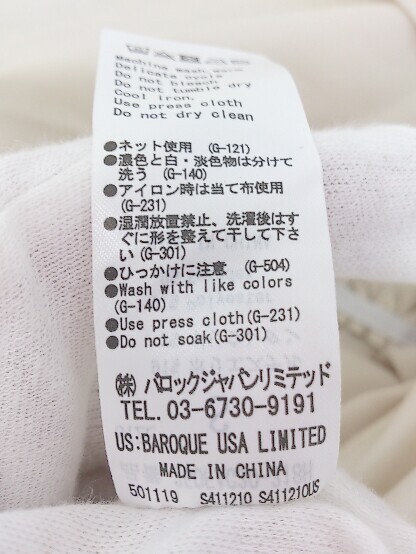 Machine wash, warm
Delicate cycle
Do not bleach
Do not tumble dry
Cool iron.
Use press cloth
Do not dry clean
●ネット使用 (G-121)
●濃色と白・淡色物は分けて
洗う (G-140)
●アイロン時は当て布使用
(G-231)
●湿潤放置禁止、洗濯後はす
ぐに形を整えて干して下さ
い (G-301)
●ひっかけに注意 (G-504)
●Wash with like colors
(G-140)
●Use press cloth(G-231)
●Do not soak(G-301)
㈱ バロックジャパンリミテッド
TEL. 03-6730-9191
US:BAROQUE USA LIMITED
MADE IN CHINA
501119 S411210 S411210US